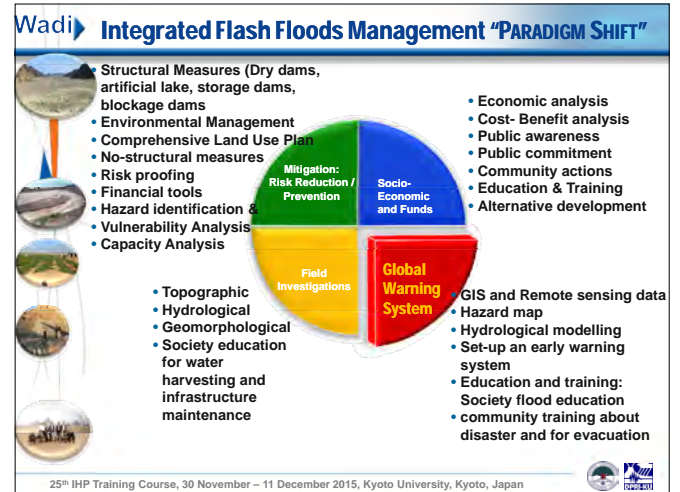 Wadi
Integrated Flash Floods Management "PARADIGM SHIFT"
• Structural Measures (Dry dams,
artificial lake, storage dams,
blockage dams
• Environmental Management
• Comprehensive Land Use Plan
• No-structural measures
• Risk proofing
• Financial tools
• Hazard identification &
• Vulnerability Analysis
• Capacity Analysis
• Economic analysis
• Cost- Benefit analysis
• Public awareness
• Public commitment
• Community actions
• Education & Training
• Alternative development
Mitigation:
Risk Reduction /
Prevention
Socio-
Economic
and Funds
Field
Investigations
Global
Warning
System
• Topographic
• Hydrological
• Geomorphological
• Society education
for water
harvesting and
infrastructure
maintenance
• GIS and Remote sensing data
• Hazard map
• Hydrological modelling
• Set-up an early warning
system
• Education and training:
Society flood education
• community training about
disaster and for evacuation
25th IHP Training Course, 30 November – 11 December 2015, Kyoto University, Kyoto, Japan
DPRI-KU